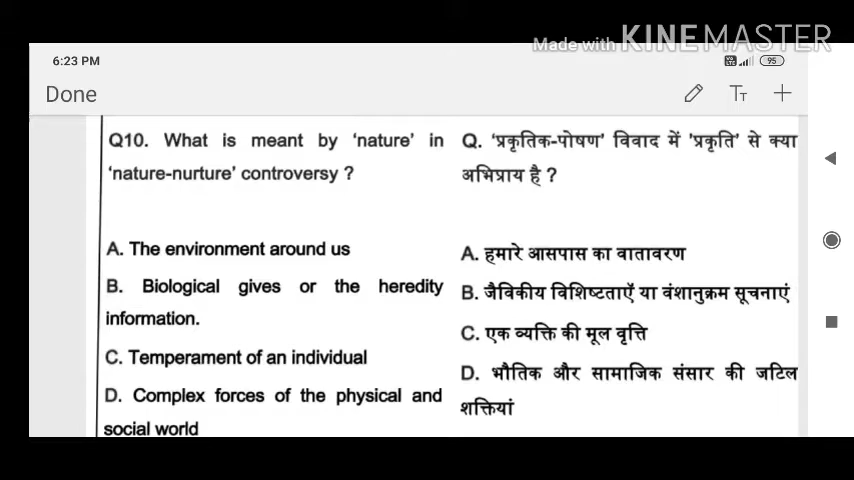 Made with KINEMASTER
6:23 PM
95
Done
Q10. What is meant by 'nature' in
'nature-nurture' controversy ?
A. The environment around us
B. Biological gives or the heredity
information.
C. Temperament of an individual
D. Complex forces of the physical and
social world
Q. 'प्रकृतिक-पोषण' विवाद में 'प्रकृति' से क्या
अभिप्राय है ?
A. हमारे आसपास का वातावरण
B. जैविकीय विशिष्टताएँ या वंशानुक्रम सूचनाएं
C. एक व्यक्ति की मूल वृत्ति
D. भौतिक और सामाजिक संसार की जटिल
शक्तियां